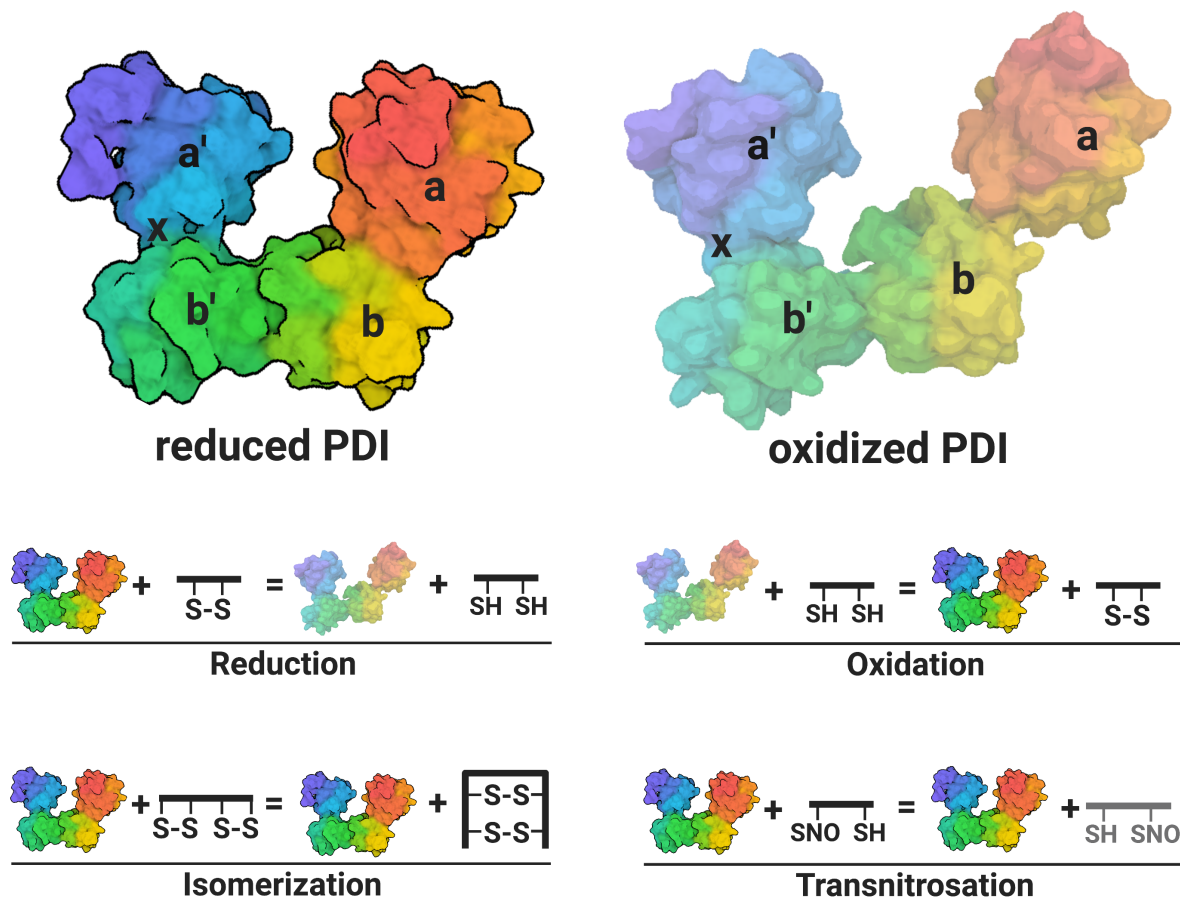 a'
a
x
b'
b
reduced PDI
a'
a
x
b'
b
oxidized PDI
+ S-S = + SH SH
Reduction
+ SH SH = + S-S
Oxidation
+ S-S S-S = + S-S
S-S
Isomerization
+ SNO SH = + SH SNO
Transnitrosation